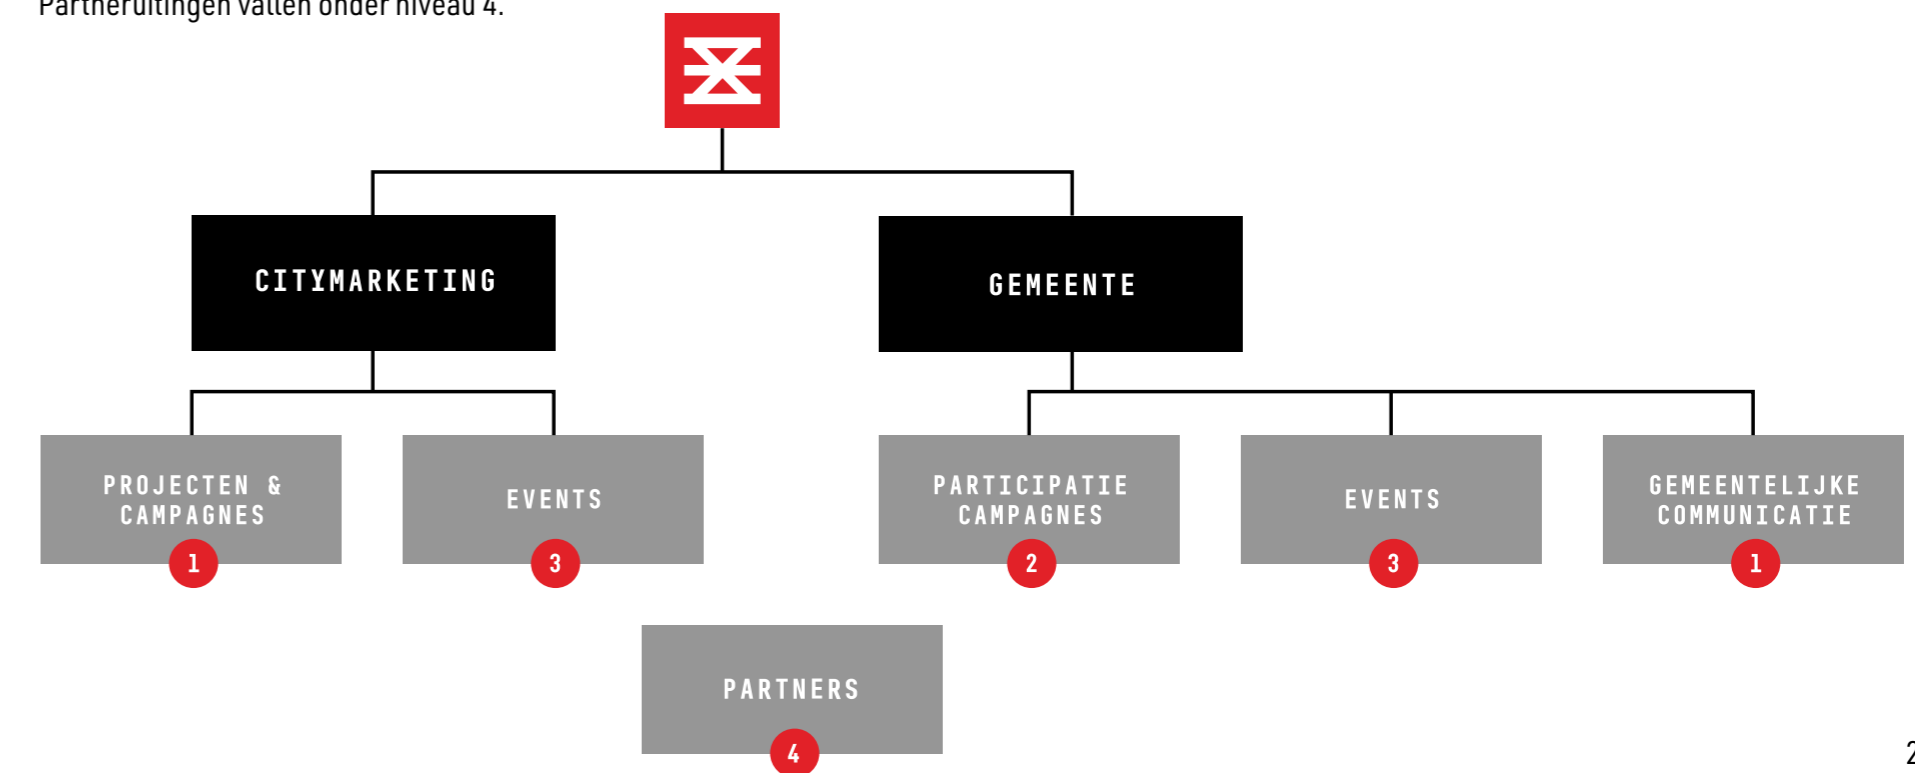 Partneruitingen vallen onder niveau 4.
CITYMARKETING
GEMEENTE
PROJECTEN &
CAMPAGNES
1
EVENTS
3
PARTICIPATIE
CAMPAGNES
2
EVENTS
3
GEMEENTELIJKE
COMMUNICATIE
1
PARTNERS
4
2